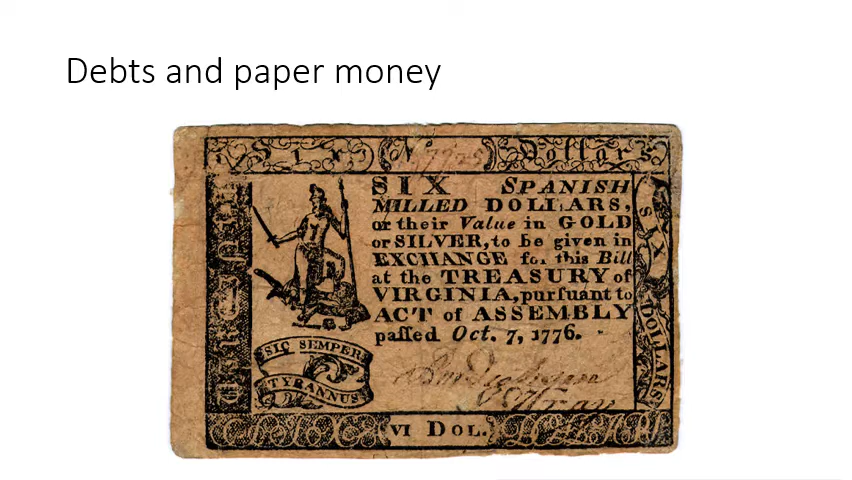 Debts and paper money
Six
Dollars
SIX SPANISH
MILLED DOLLARS,
or their Value in GOLD
or SILVER, to be given in
EXCHANGE for this Bill
at the TREASURY of
VIRGINIA, purſuant to
ACT of ASSEMBLY
paſſed Oct. 7, 1776.
SIC SEMPER
TYRANNUS
SIX DOLLARS
VI DOL.